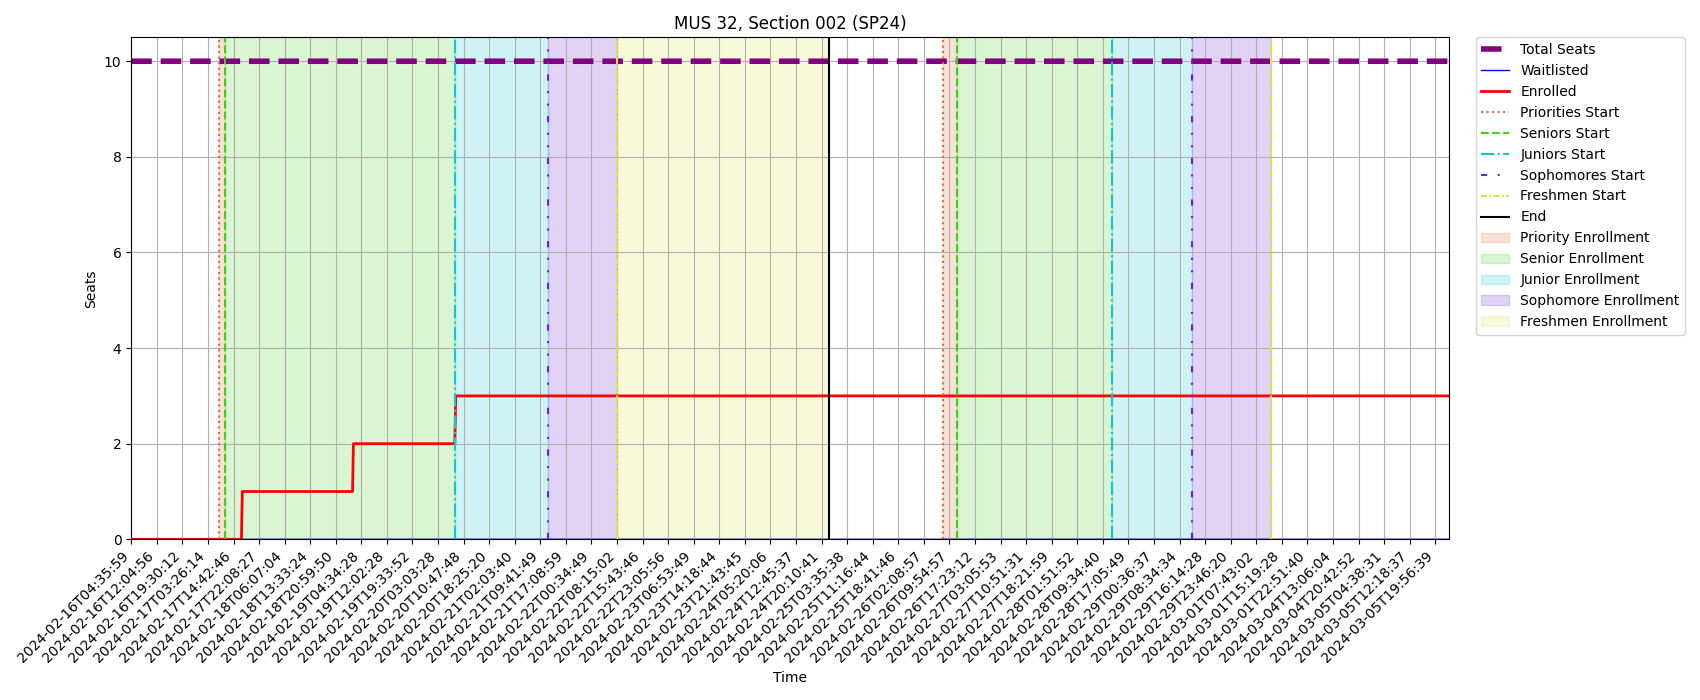 MUS 32, Section 002 (SP24)
10
8
6
4
2
0
Seats
2024-02-16T04:35:59
2024-02-16T12:04:56
2024-02-16T19:30:12
2024-02-17T03:26:14
2024-02-17T14:42:46
2024-02-17T22:08:27
2024-02-18T06:07:04
2024-02-18T13:33:24
2024-02-18T20:59:50
2024-02-19T04:34:28
2024-02-19T12:02:28
2024-02-19T19:33:52
2024-02-20T03:03:28
2024-02-20T10:47:48
2024-02-20T18:25:20
2024-02-21T02:03:40
2024-02-21T09:41:49
2024-02-21T17:08:59
2024-02-22T00:34:49
2024-02-22T08:15:02
2024-02-22T15:43:46
2024-02-22T23:05:56
2024-02-23T06:53:49
2024-02-23T14:18:44
2024-02-23T21:43:45
2024-02-24T05:20:06
2024-02-24T12:45:37
2024-02-24T20:10:41
2024-02-25T03:35:38
2024-02-25T11:16:44
2024-02-25T18:41:46
2024-02-26T02:08:57
2024-02-26T09:54:57
2024-02-26T17:23:12
2024-02-27T03:05:53
2024-02-27T10:51:31
2024-02-27T18:21:59
2024-02-28T01:51:52
2024-02-28T09:34:40
2024-02-28T17:05:49
2024-02-29T00:36:37
2024-02-29T08:34:34
2024-02-29T16:14:28
2024-02-29T23:46:20
2024-03-01T07:43:02
2024-03-01T15:19:28
2024-03-01T22:51:40
2024-03-04T13:06:04
2024-03-04T20:42:52
2024-03-05T04:38:31
2024-03-05T12:18:37
2024-03-05T19:56:39
Time
Total Seats
Waitlisted
Enrolled
Priorities Start
Seniors Start
Juniors Start
Sophomores Start
Freshmen Start
End
Priority Enrollment
Senior Enrollment
Junior Enrollment
Sophomore Enrollment
Freshmen Enrollment